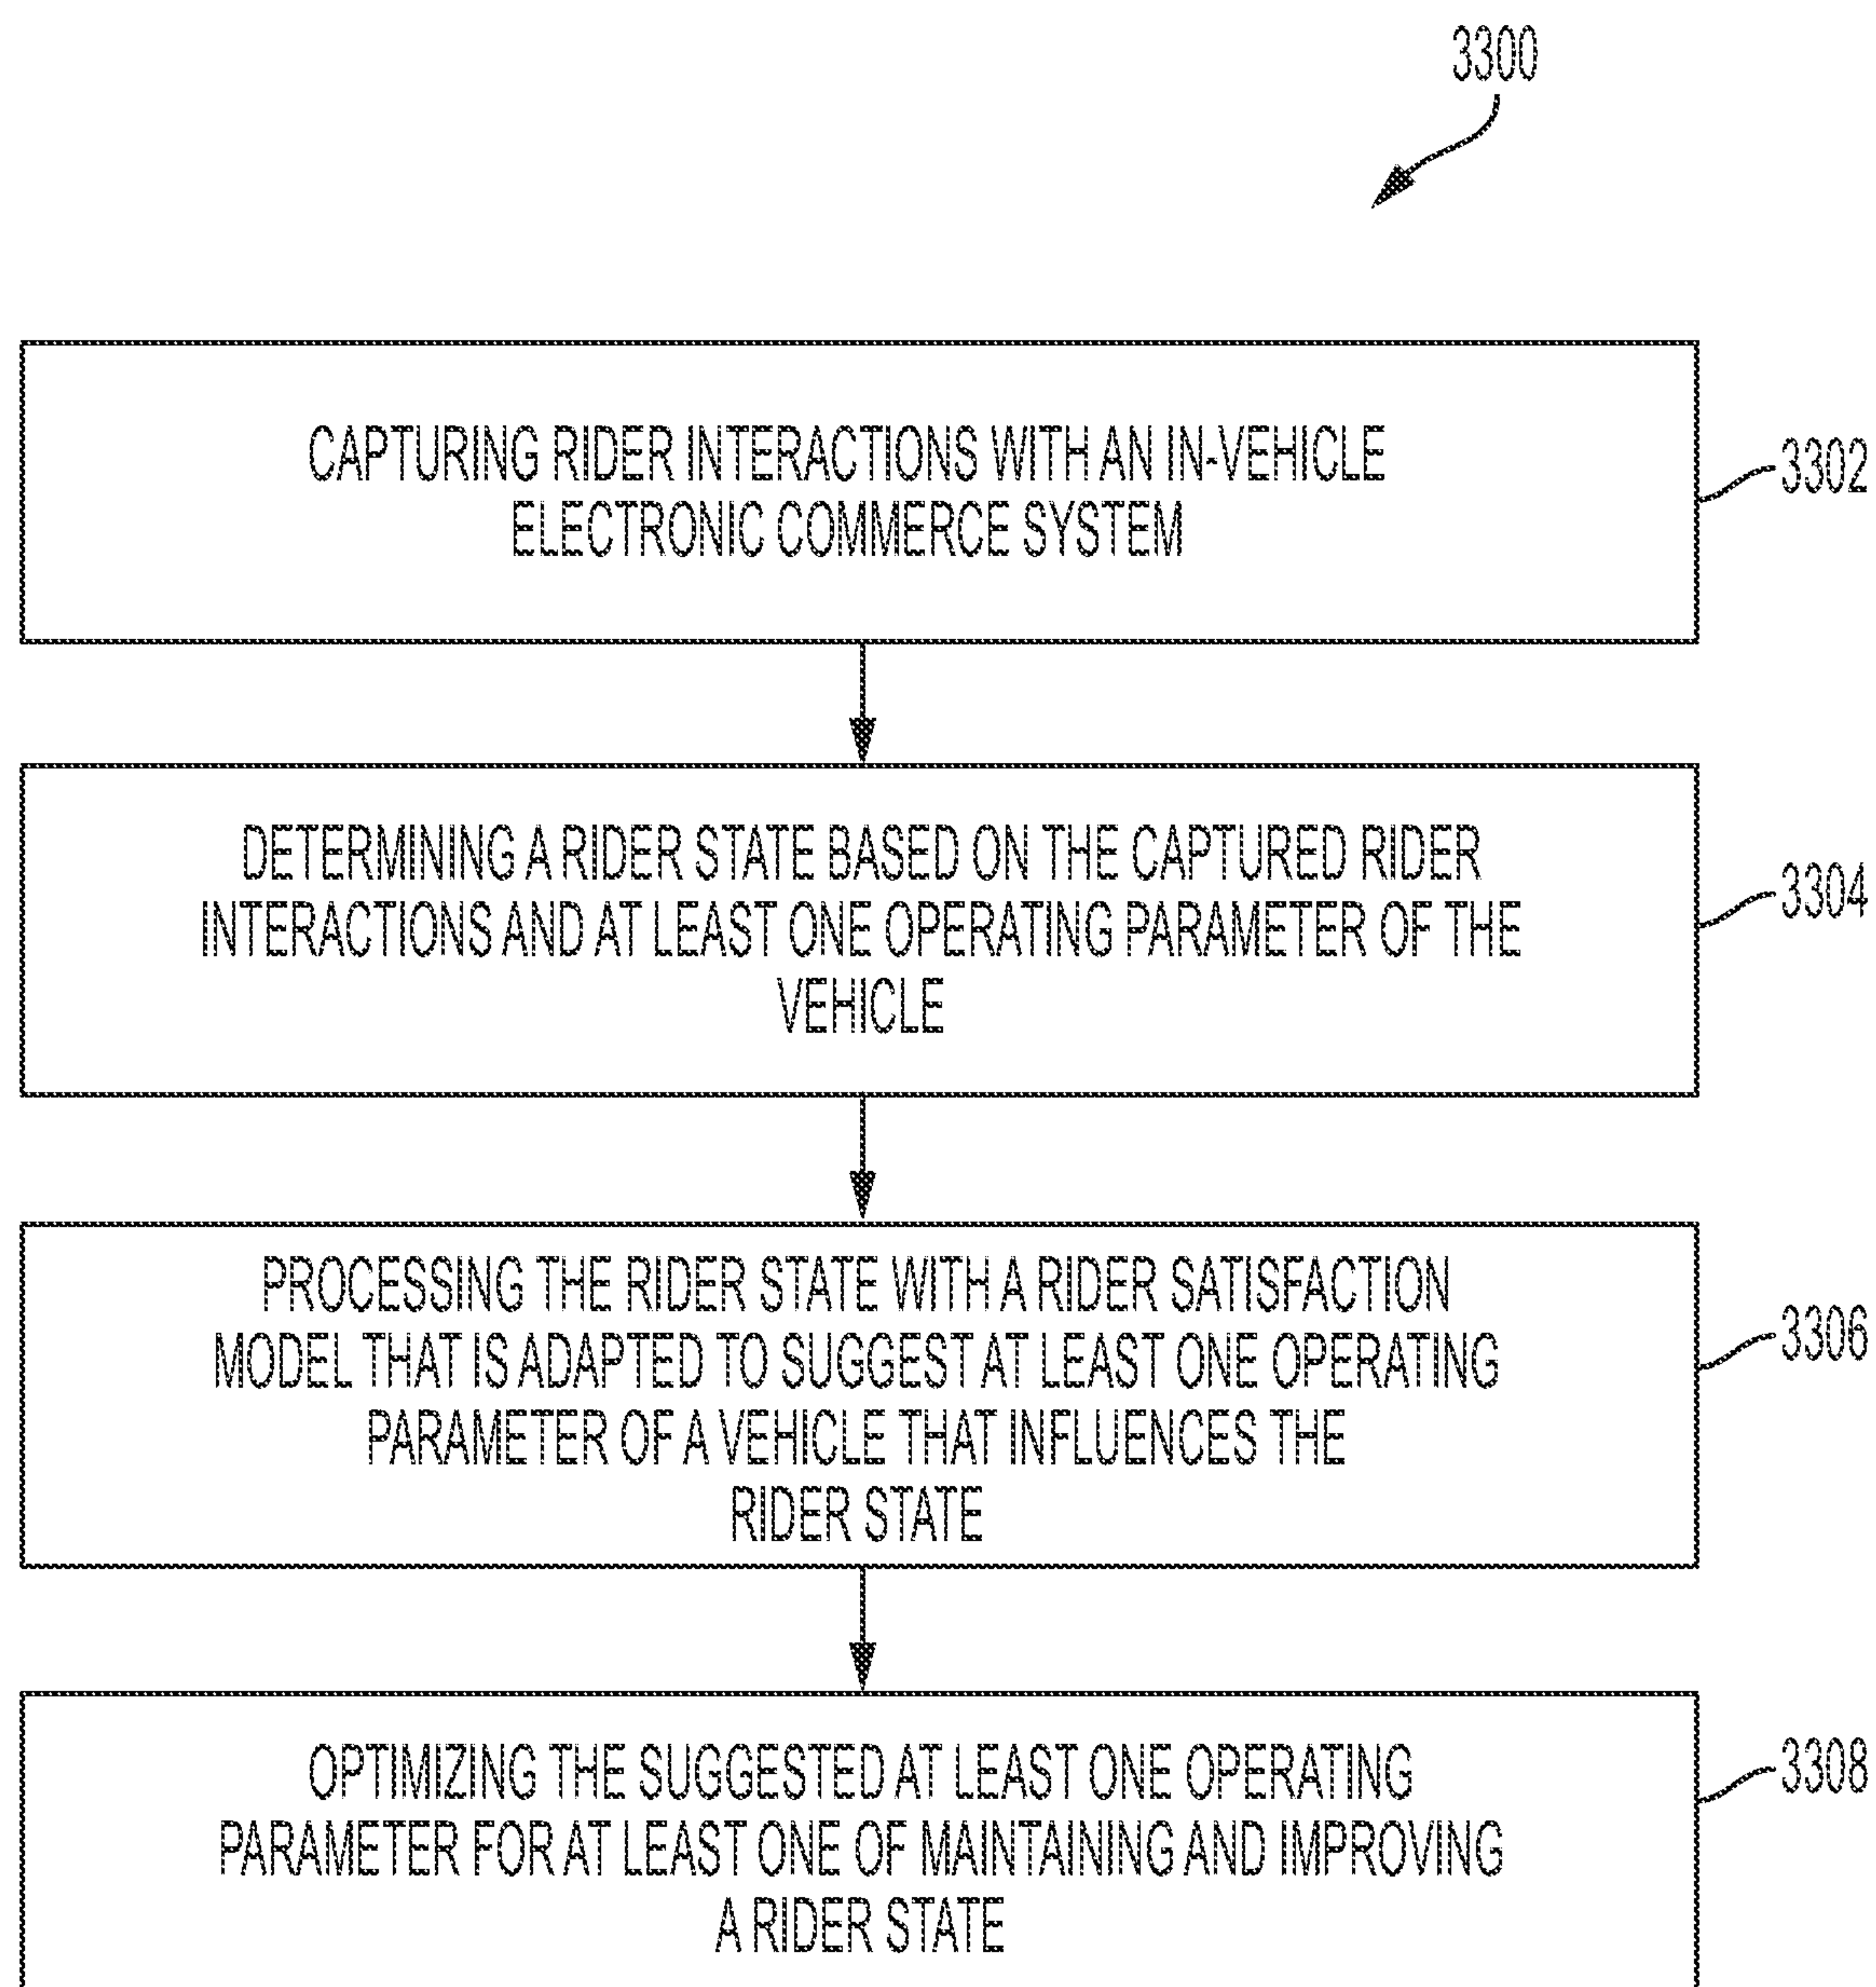 3300
CAPTURING RIDER INTERACTIONS WITH AN IN-VEHICLE
ELECTRONIC COMMERCE SYSTEM
3302
DETERMINING A RIDER STATE BASED ON THE CAPTURED RIDER
INTERACTIONS AND AT LEAST ONE OPERATING PARAMETER OF THE
VEHICLE
3304
PROCESSING THE RIDER STATE WITH A RIDER SATISFACTION
MODEL THAT IS ADAPTED TO SUGGEST AT LEAST ONE OPERATING
PARAMETER OF A VEHICLE THAT INFLUENCES THE
RIDER STATE
3306
OPTIMIZING THE SUGGESTED AT LEAST ONE OPERATING
PARAMETER FOR AT LEAST ONE OF MAINTAINING AND IMPROVING
A RIDER STATE
3308